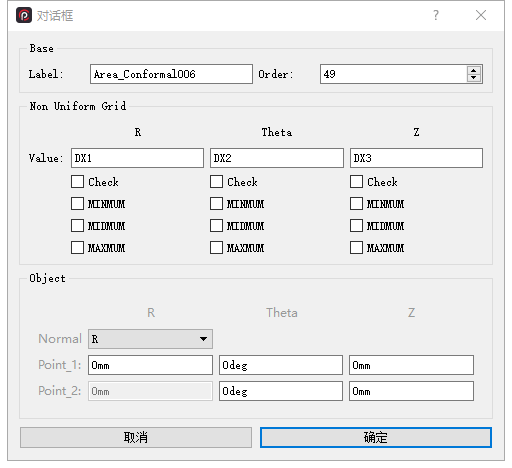 对话框 ?
Base
Label: Area_Conformal006 Order: 49
Non Uniform Grid
R Theta Z
Value: DX1 DX2 DX3
Check Check Check
MINMUM MINMUM MINMUM
MIDMUM MIDMUM MIDMUM
MAXMUM MAXMUM MAXMUM
Object
R Theta Z
Normal R
Point_1: 0mm 0deg 0mm
Point_2: 0mm 0deg 0mm
取消 确定